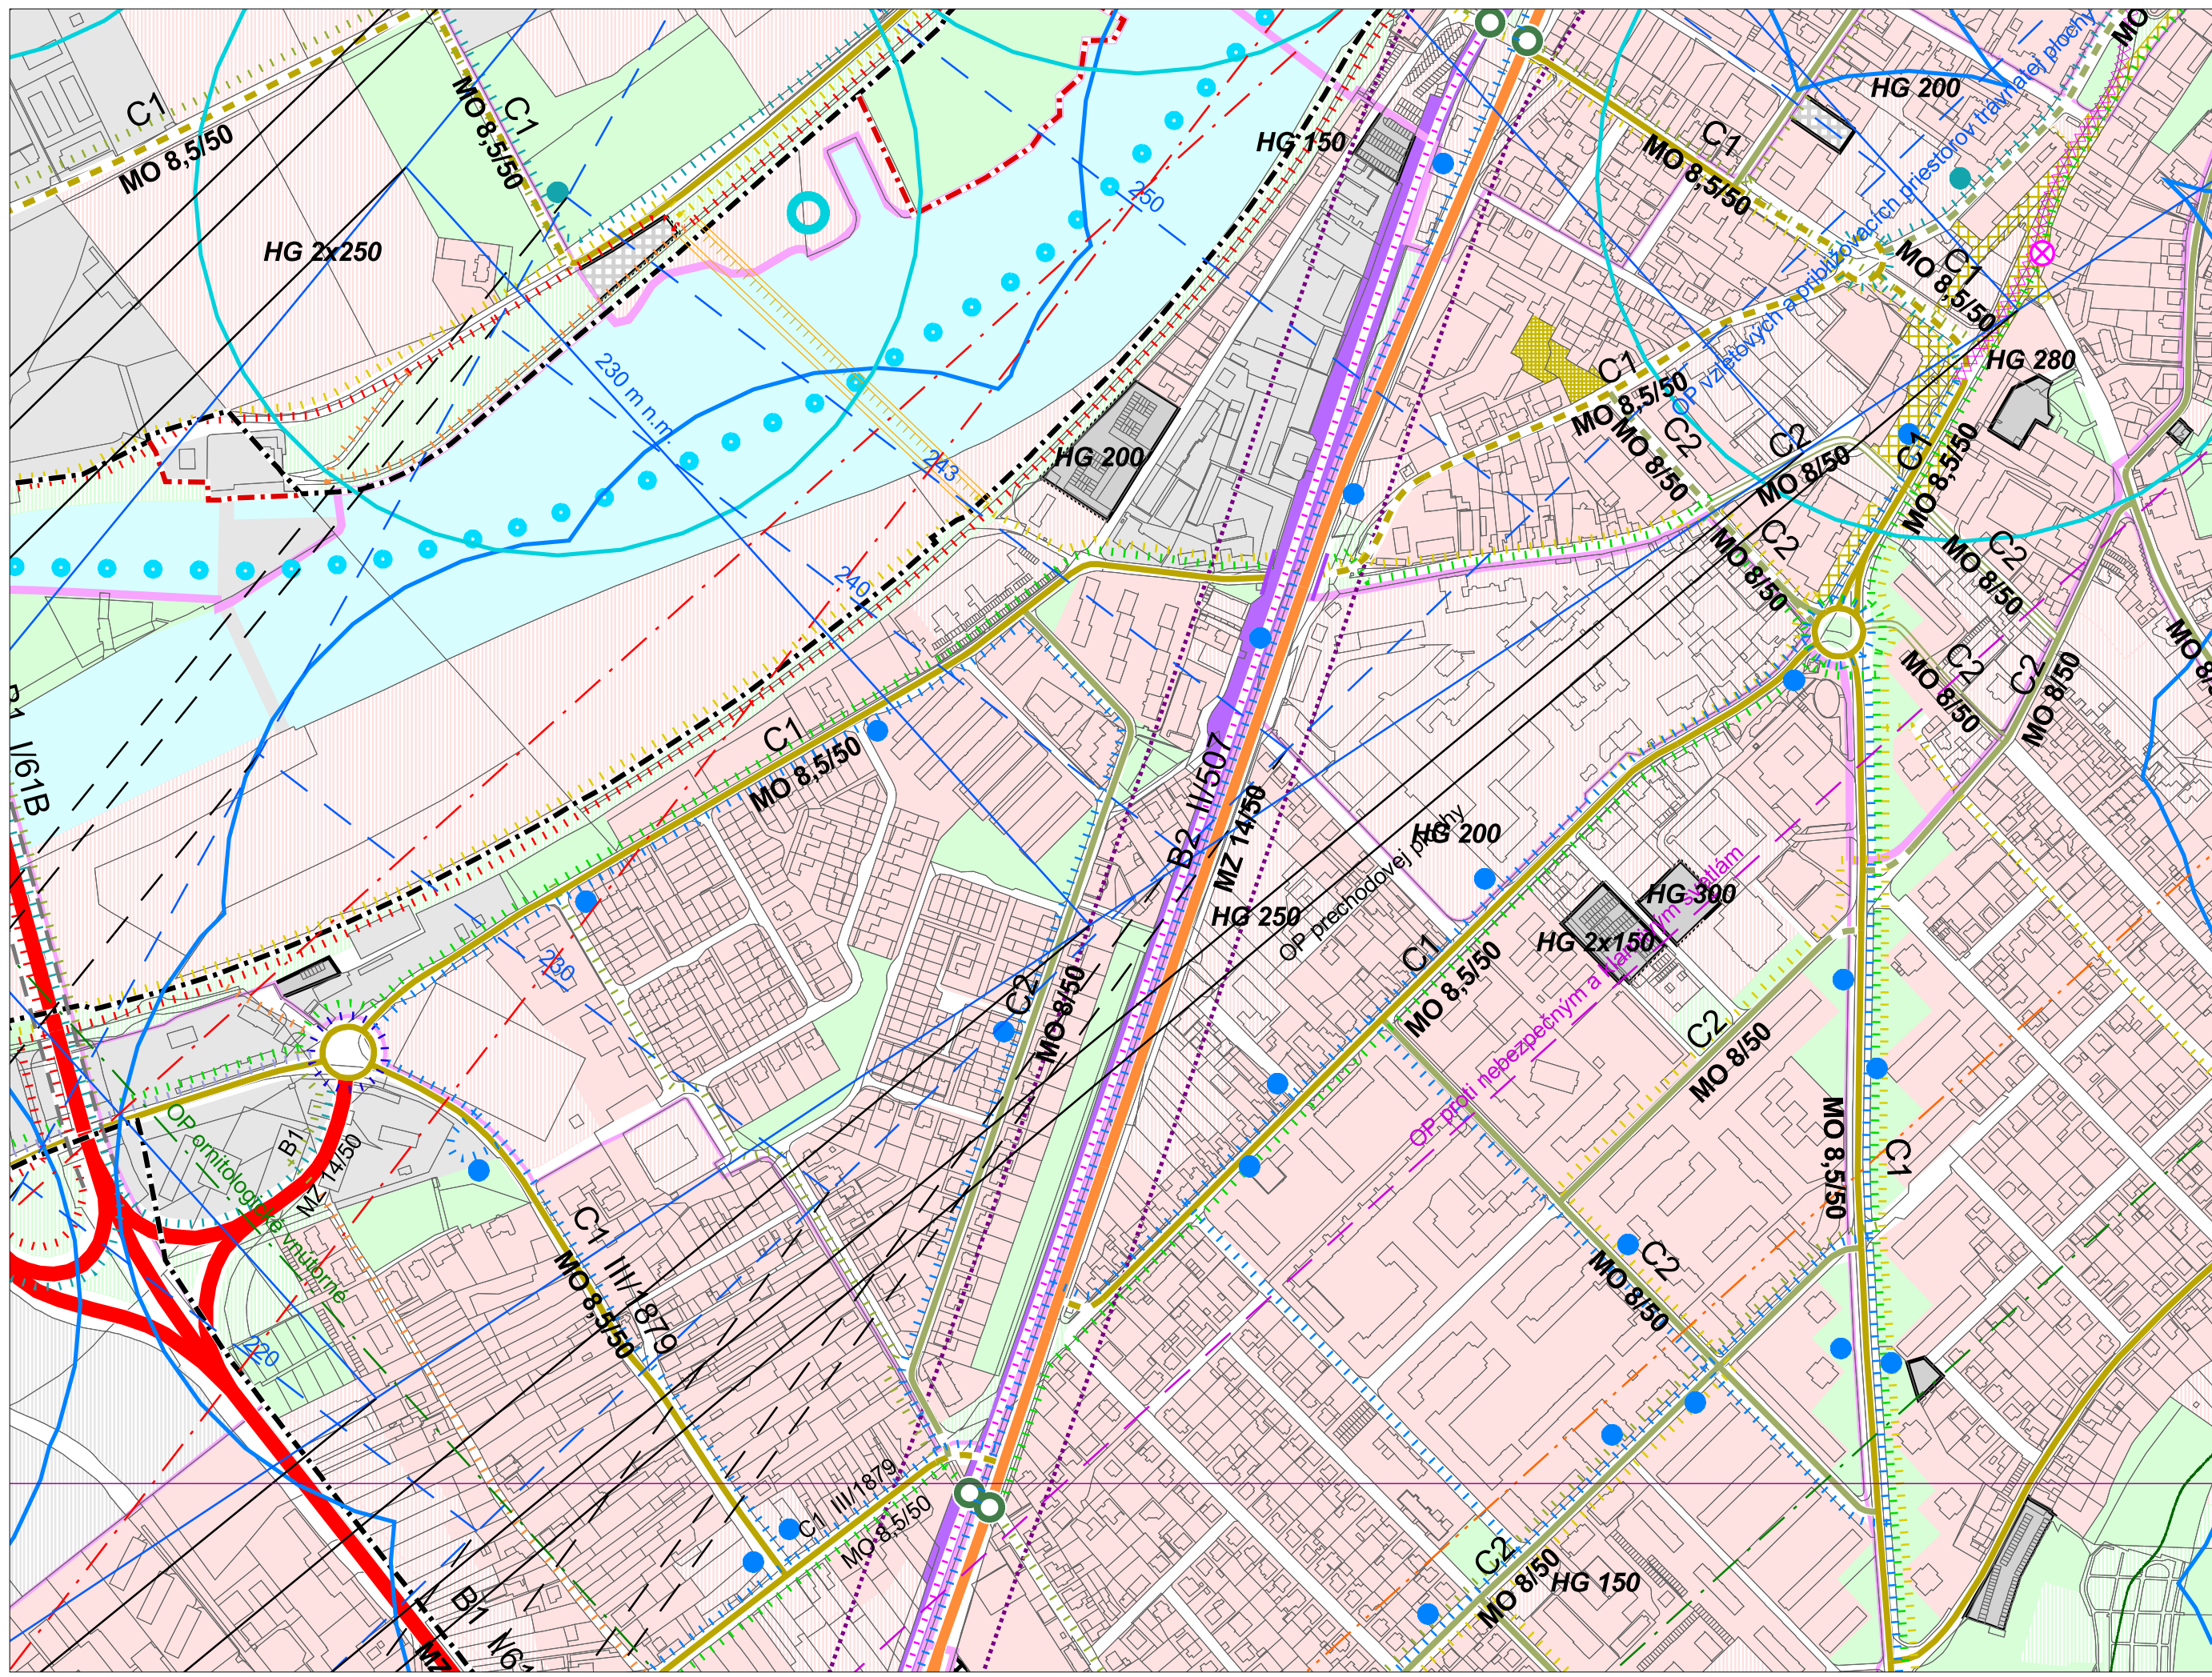 C1
MO 8,5/50
C1
MO 8,5/50
HG 2x250
HG 150
250
C1
MO 8,5/50
HG 200
MO
OP vzletových a približovacích priestorov trávnatej plochy
C1
MO 8,5/50
HG 280
230 m n.m.
243
240
HG 200
C1
MO 8,5/50
C2
MO 8/50
C2
MO 8/50
C1
MO 8,5/50
C2
MO 8/50
C2
MO 8/50
C2
MO 8/50
C2
MO 8/50
MO 8/
I/61B
C1
MO 8,5/50
B2 II/507
MZ 14/50
HG 200
HG 250
OP prechodovej plochy
HG 300
HG 2x150
OP proti nebezpečným a klamlivým svetlám
230
C2
MO 8/50
C1
MO 8,5/50
C2
MO 8/50
MO 8,5/50
C1
OP ornitologické vnútorné
B1
MZ 14/50
C1 III/1879
MO 8,5/50
220
C2
MO 8/50
C1 III/1879
MO 8,5/50
C2
MO 8/50
HG 150
B1
MZ